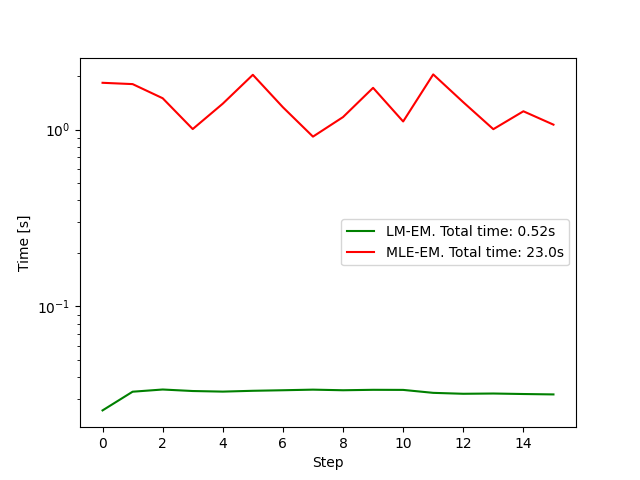 10⁰
10⁻¹
Time [s]
LM-EM. Total time: 0.52s
MLE-EM. Total time: 23.0s
0 2 4 6 8 10 12 14
Step